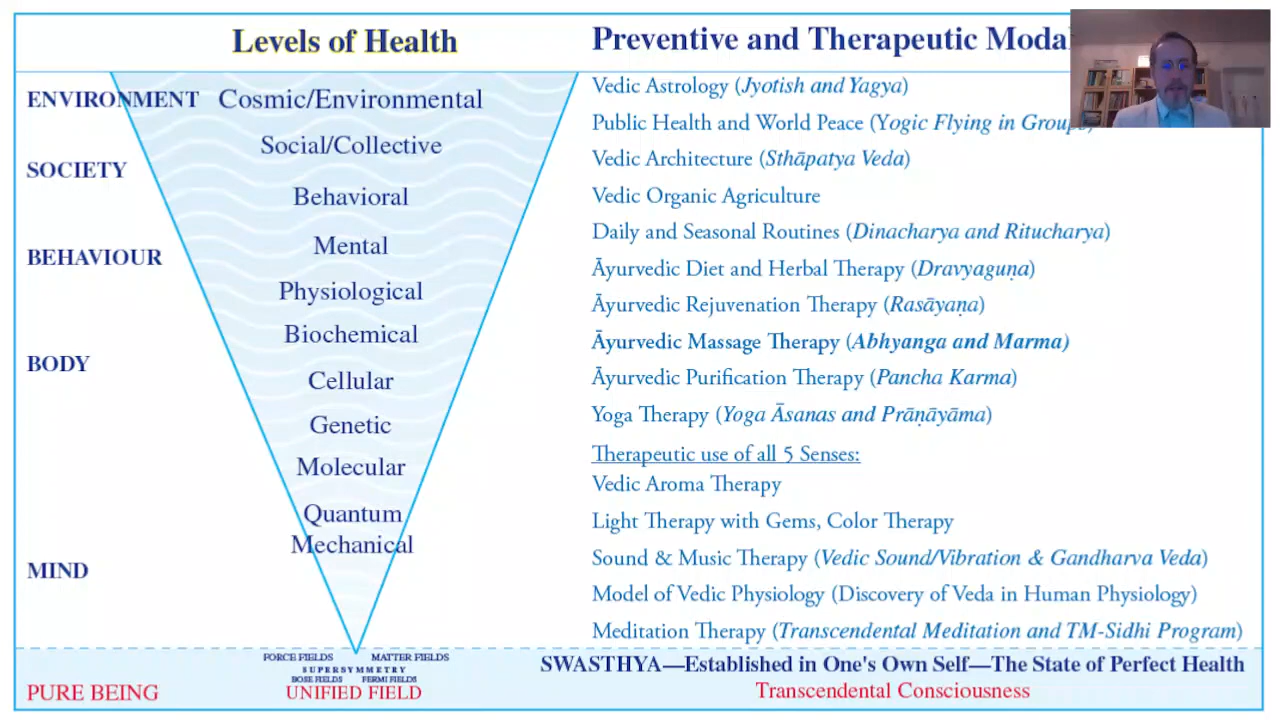 Levels of Health
Preventive and Therapeutic
ENVIRONMENT
SOCIETY
BEHAVIOUR
BODY
MIND
PURE BEING
Cosmic/Environmental
Social/Collective
Behavioral
Mental
Physiological
Biochemical
Cellular
Genetic
Molecular
Quantum
Mechanical
FORCE FIELDS MATTER FIELDS
SUPERSYMMETRY
BOSE FIELDS FERMI FIELDS
UNIFIED FIELD
Vedic Astrology (Jyotish and Yagya)
Public Health and World Peace (Yogic Flying in Groups)
Vedic Architecture (Sthāpatya Veda)
Vedic Organic Agriculture
Daily and Seasonal Routines (Dinacharya and Ritucharya)
Āyurvedic Diet and Herbal Therapy (Dravyaguṇa)
Āyurvedic Rejuvenation Therapy (Rasāyaṇa)
Āyurvedic Massage Therapy (Abhyanga and Marma)
Āyurvedic Purification Therapy (Pancha Karma)
Yoga Therapy (Yoga Āsanas and Prāṇāyāma)
Therapeutic use of all 5 Senses:
Vedic Aroma Therapy
Light Therapy with Gems, Color Therapy
Sound & Music Therapy (Vedic Sound/Vibration & Gandharva Veda)
Model of Vedic Physiology (Discovery of Veda in Human Physiology)
Meditation Therapy (Transcendental Meditation and TM-Sidhi Program)
SWASTHYA—Established in One's Own Self—The State of Perfect Health
Transcendental Consciousness